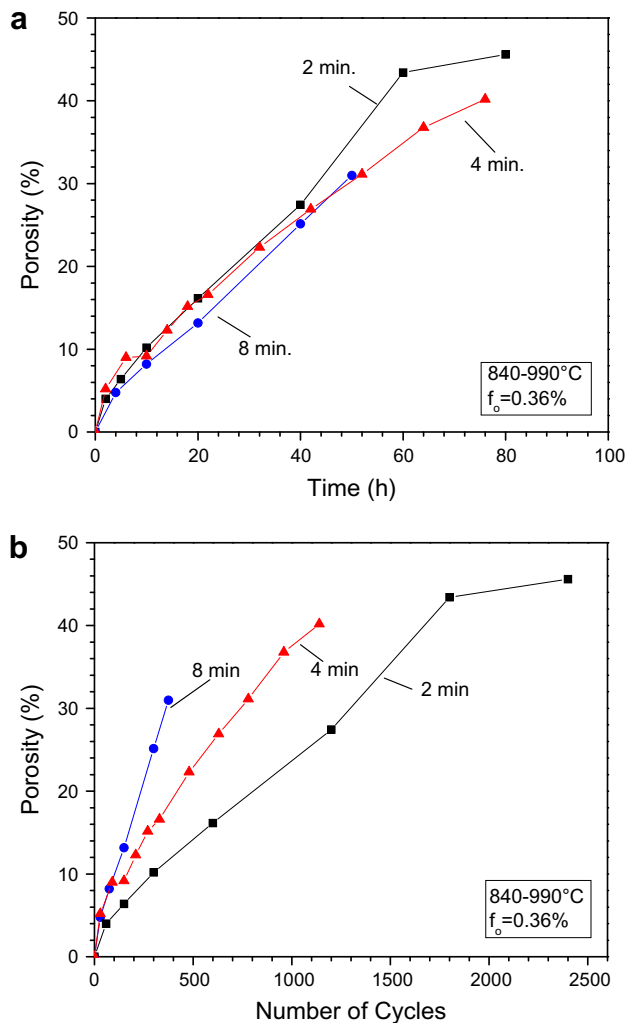 a
50
40
30
20
10
0
Porosity (%)
2 min.
4 min.
8 min.
840-990°C
fo=0.36%
0 20 40 60 80 100
Time (h)
b
50
40
30
20
10
0
Porosity (%)
8 min
4 min
2 min
840-990°C
fo=0.36%
0 500 1000 1500 2000 2500
Number of Cycles